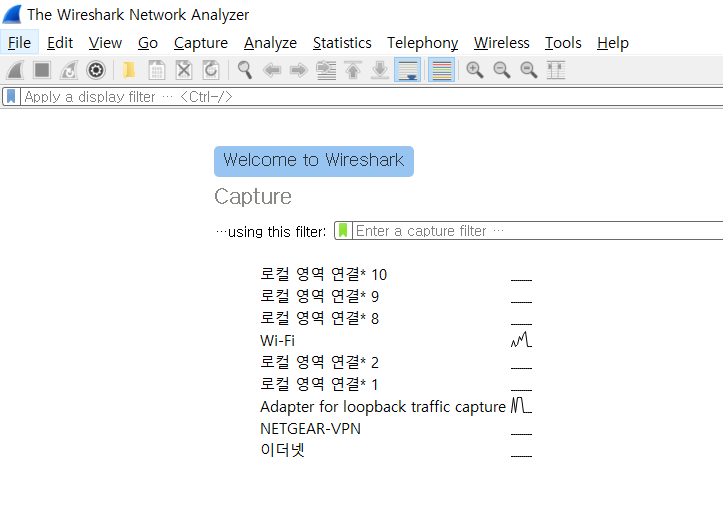 The Wireshark Network Analyzer
File Edit View Go Capture Analyze Statistics Telephony Wireless Tools Help
Apply a display filter … <Ctrl-/>
Welcome to Wireshark
Capture
…using this filter: Enter a capture filter …
로컬 영역 연결* 10
로컬 영역 연결* 9
로컬 영역 연결* 8
Wi-Fi
로컬 영역 연결* 2
로컬 영역 연결* 1
Adapter for loopback traffic capture
NETGEAR-VPN
이더넷